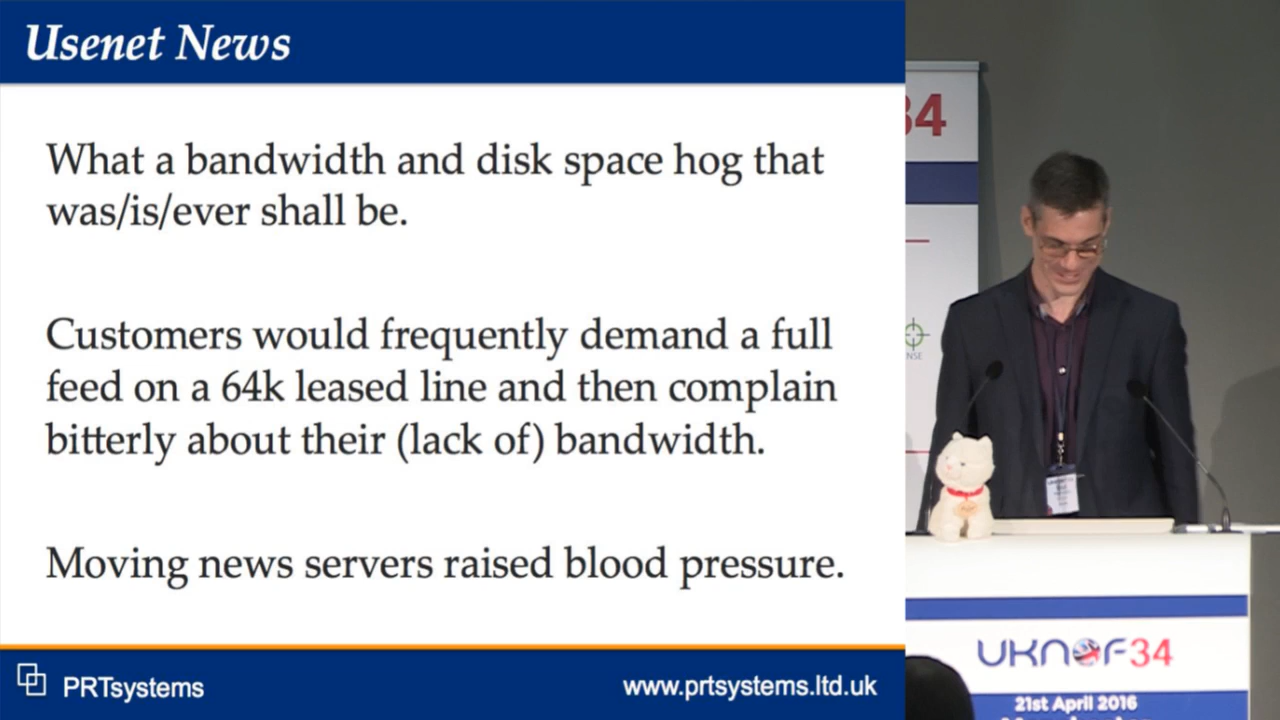 Usenet News
What a bandwidth and disk space hog that
was/is/ever shall be.
Customers would frequently demand a full
feed on a 64k leased line and then complain
bitterly about their (lack of) bandwidth.
Moving news servers raised blood pressure.
PRTsystems
www.prtsystems.ltd.uk
34
NSE
UKNOF34
21st April 2016